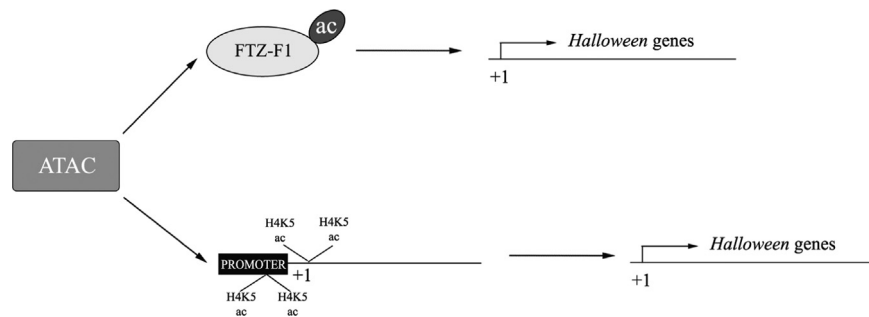 ac
FTZ-F1
Halloween genes
+1
ATAC
H4K5 H4K5
ac ac
PROMOTER
+1
Halloween genes
+1
H4K5 H4K5
ac ac